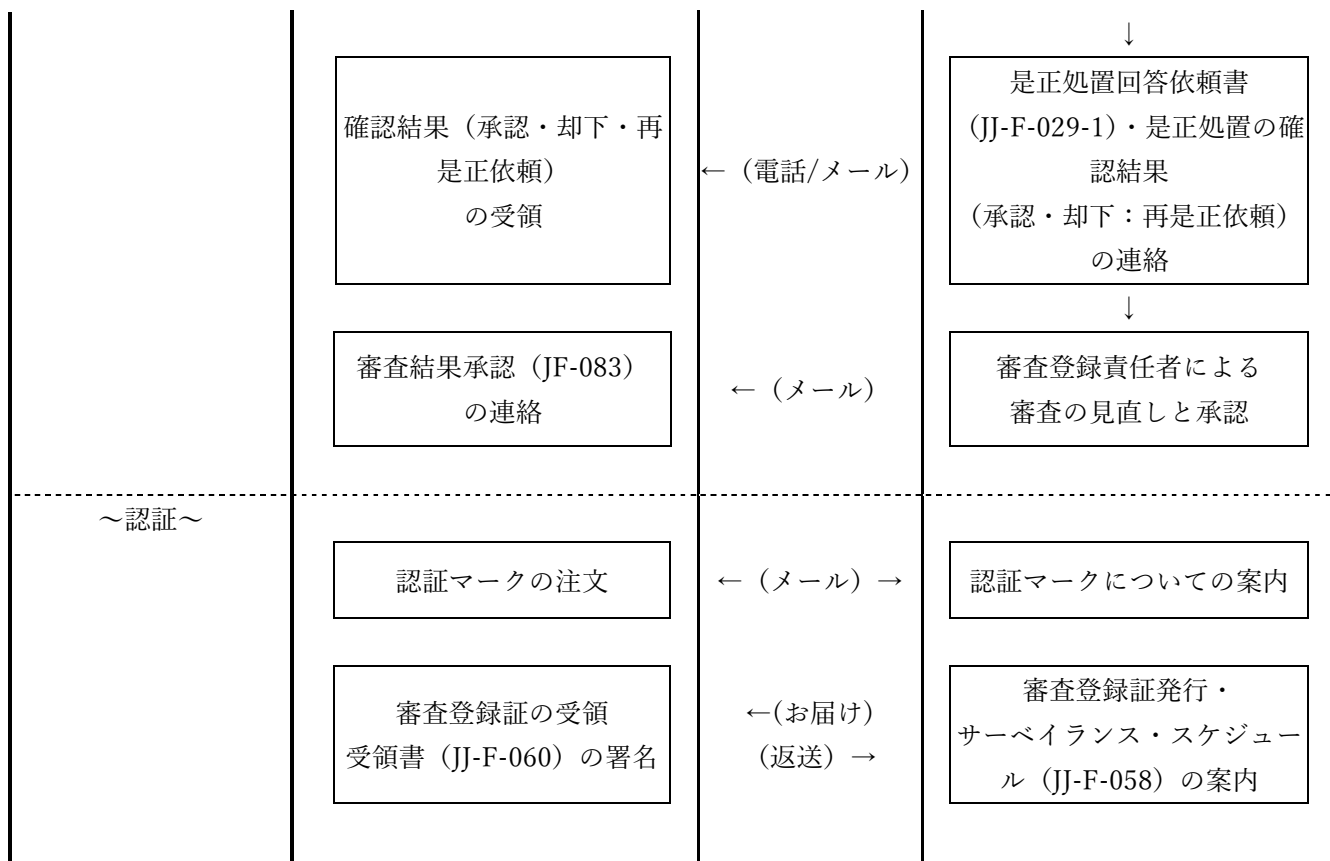 ↓
確認結果（承認・却下・再
是正依頼）
の受領
←（電話/メール）
是正処置回答依頼書
（JJ-F-029-1）・是正処置の確
認結果
（承認・却下：再是正依頼）
の連絡
↓
審査結果承認（JF-083）
の連絡
←（メール）
審査登録責任者による
審査の見直しと承認
～認証～
認証マークの注文
←（メール）→
認証マークについての案内
審査登録証の受領
受領書（JJ-F-060）の署名
←(お届け)
（返送）→
審査登録証発行・
サーベイランス・スケジュー
ル（JJ-F-058）の案内